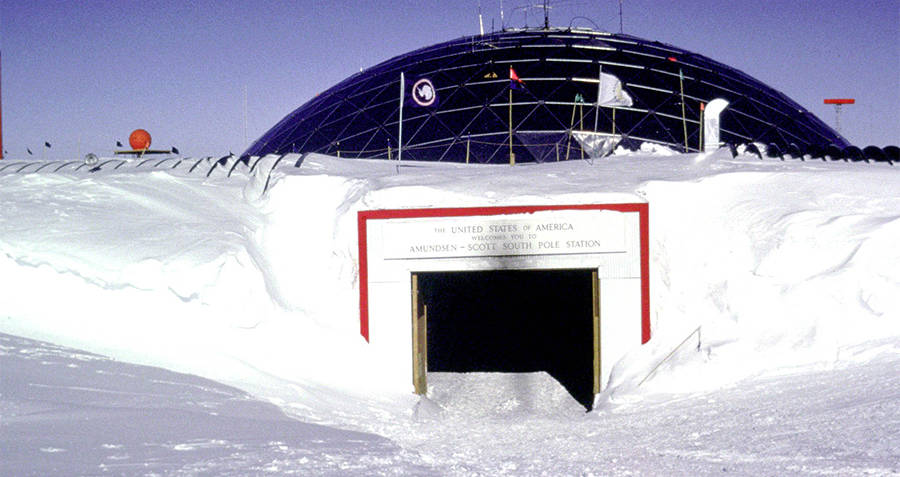 THE UNITED STATES OF AMERICA
WELCOMES YOU TO
AMUNDSEN – SCOTT SOUTH POLE STATION